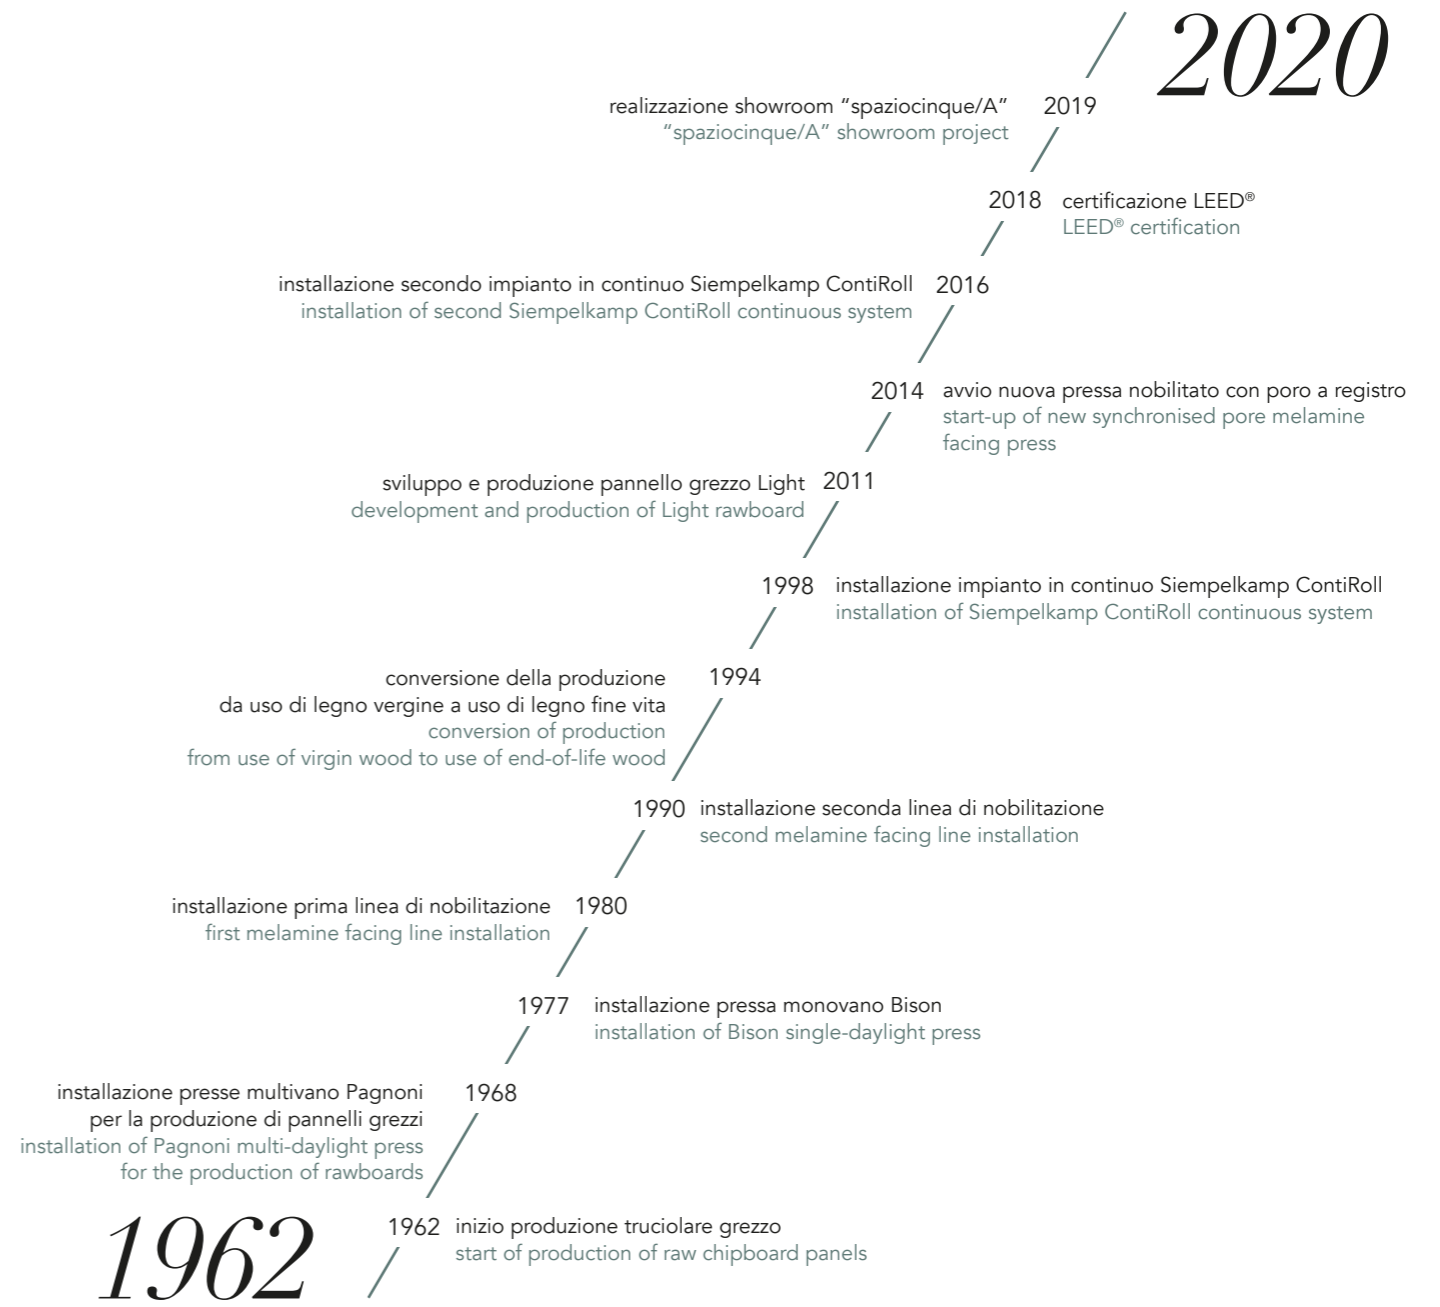 2020
realizzazione showroom “spaziocinque/A”
“spaziocinque/A” showroom project
2019
2018
certificazione LEED®
LEED® certification
installazione secondo impianto in continuo Siempelkamp ContiRoll
installation of second Siempelkamp ContiRoll continuous system
2016
2014
avvio nuova pressa nobilitato con poro a registro
start-up of new synchronised pore melamine
facing press
sviluppo e produzione pannello grezzo Light
development and production of Light rawboard
2011
1998
installazione impianto in continuo Siempelkamp ContiRoll
installation of Siempelkamp ContiRoll continuous system
conversione della produzione
da uso di legno vergine a uso di legno fine vita
conversion of production
from use of virgin wood to use of end-of-life wood
1994
1990
installazione seconda linea di nobilitazione
second melamine facing line installation
installazione prima linea di nobilitazione
first melamine facing line installation
1980
1977
installazione pressa monovano Bison
installation of Bison single-daylight press
installazione presse multivano Pagnoni
per la produzione di pannelli grezzi
installation of Pagnoni multi-daylight press
for the production of rawboards
1968
1962
1962
inizio produzione truciolare grezzo
start of production of raw chipboard panels